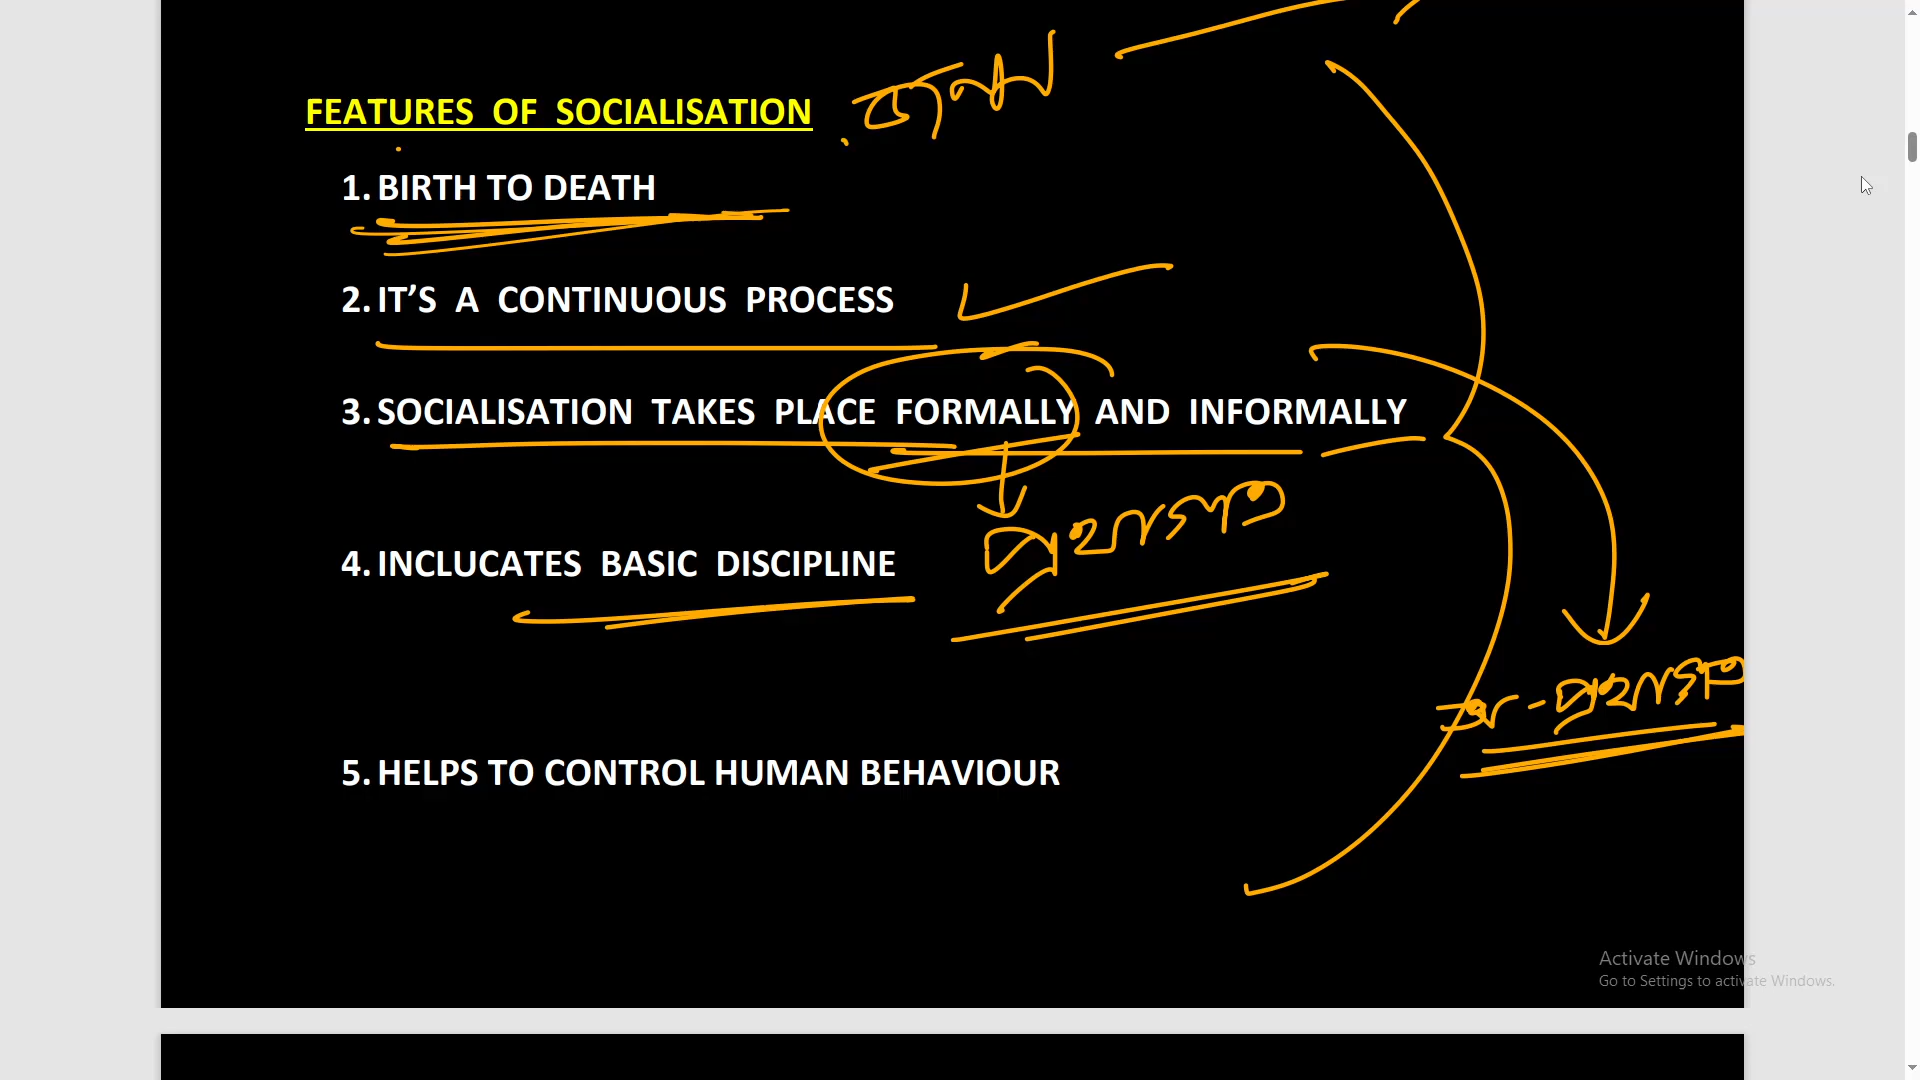 FEATURES OF SOCIALISATION
1. BIRTH TO DEATH
2. IT’S A CONTINUOUS PROCESS
3. SOCIALISATION TAKES PLACE FORMALLY AND INFORMALLY
4. INCLUCATES BASIC DISCIPLINE
5. HELPS TO CONTROL HUMAN BEHAVIOUR
Activate Windows
Go to Settings to activate Windows.